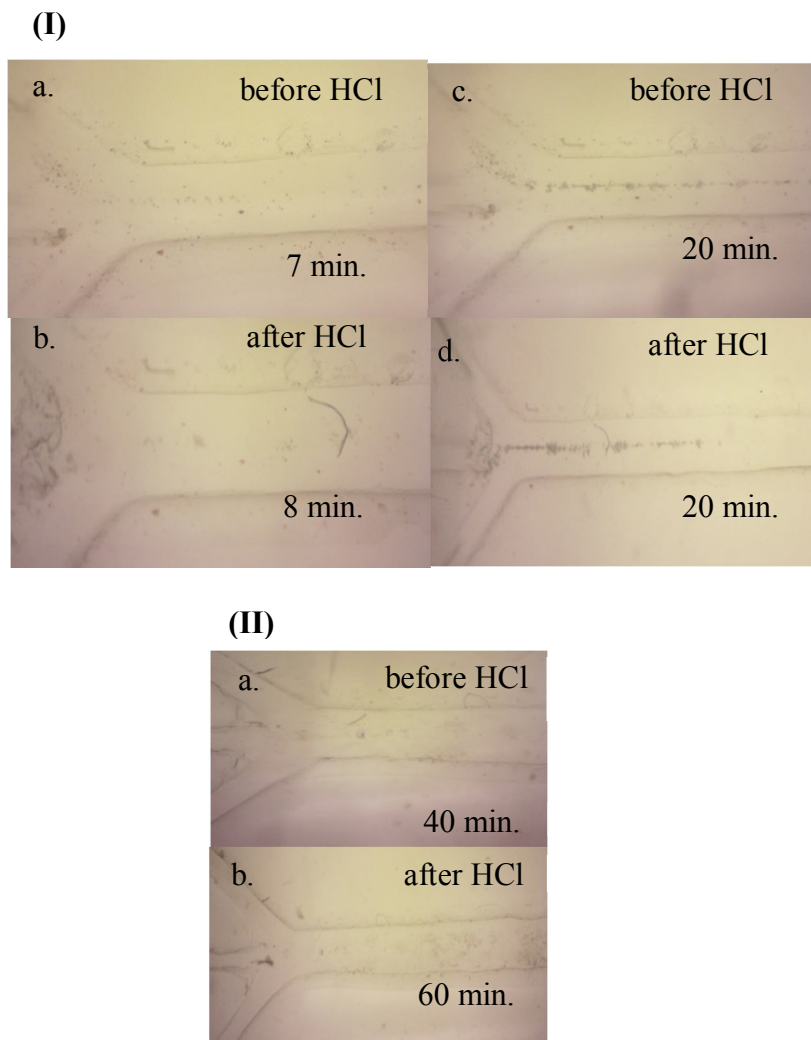 (I)
a. before HCl
7 min.
c. before HCl
20 min.
b. after HCl
8 min.
d. after HCl
20 min.
(II)
a. before HCl
40 min.
b. after HCl
60 min.